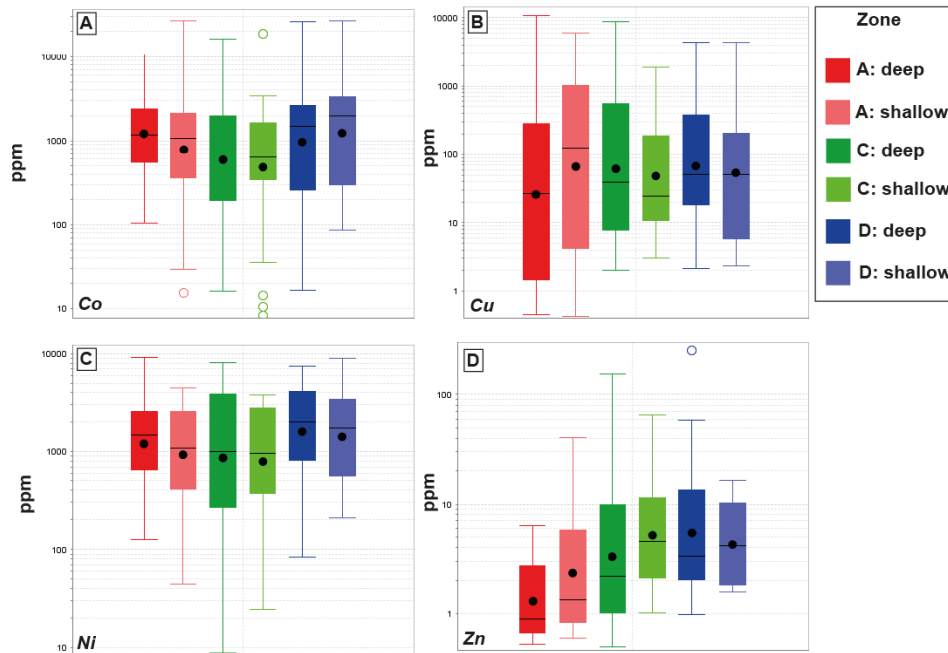 A
10000
1000
100
10
ppm
Co
B
10000
1000
100
10
1
ppm
Cu
Zone
A: deep
A: shallow
C: deep
C: shallow
D: deep
D: shallow
C
10000
1000
100
10
ppm
Ni
D
100
10
1
ppm
Zn